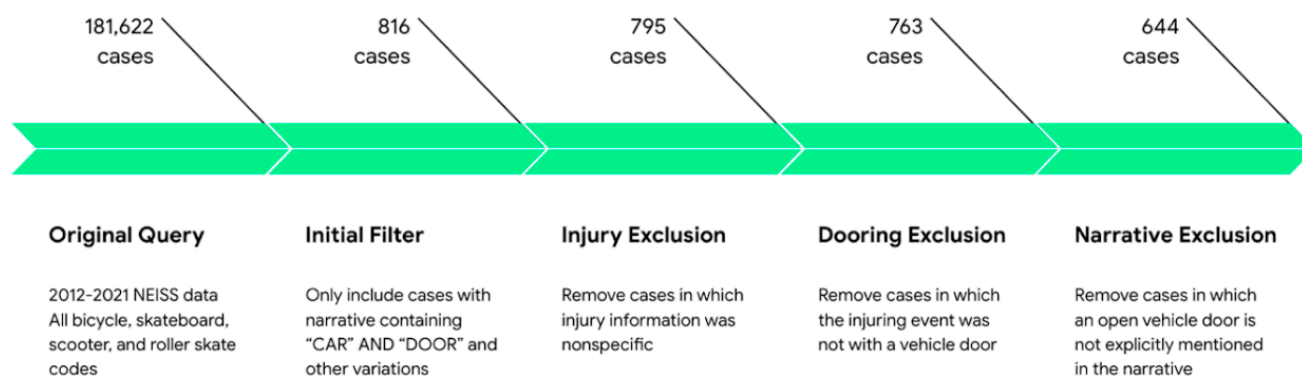 181,622
cases
816
cases
795
cases
763
cases
644
cases
Original Query
2012-2021 NEISS data
All bicycle, skateboard,
scooter, and roller skate
codes
Initial Filter
Only include cases with
narrative containing
“CAR” AND “DOOR” and
other variations
Injury Exclusion
Remove cases in which
injury information was
nonspecific
Dooring Exclusion
Remove cases in which
the injuring event was
not with a vehicle door
Narrative Exclusion
Remove cases in which
an open vehicle door is
not explicitly mentioned
in the narrative